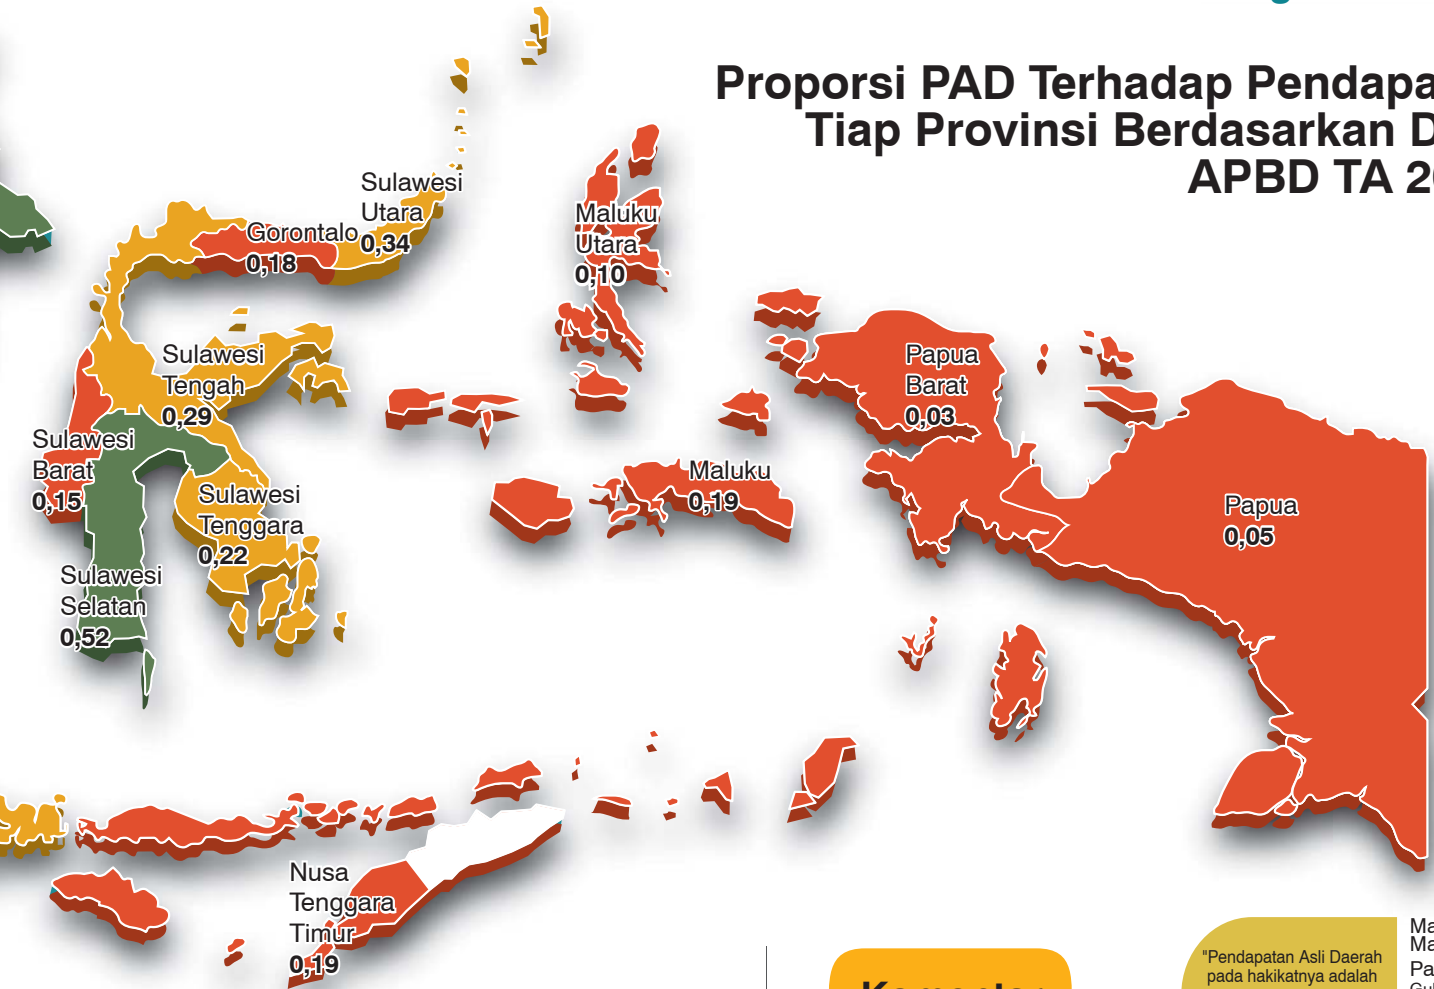 Proporsi PAD Terhadap
Tiap Provinsi Berdasarkan
APBD TA
Sulawesi
Utara
0,34
Gorontalo
0,18
Maluku
Utara
0,10
Sulawesi
Tengah
0,29
Papua
Barat
0,03
Sulawesi
Barat
0,15
Maluku
0,19
Sulawesi
Tenggara
0,22
Papua
0,05
Sulawesi
Selatan
0,52
Nusa
Tenggara
Timur
0,19
"Pendapatan Asli Daerah
pada hakikatnya adalah